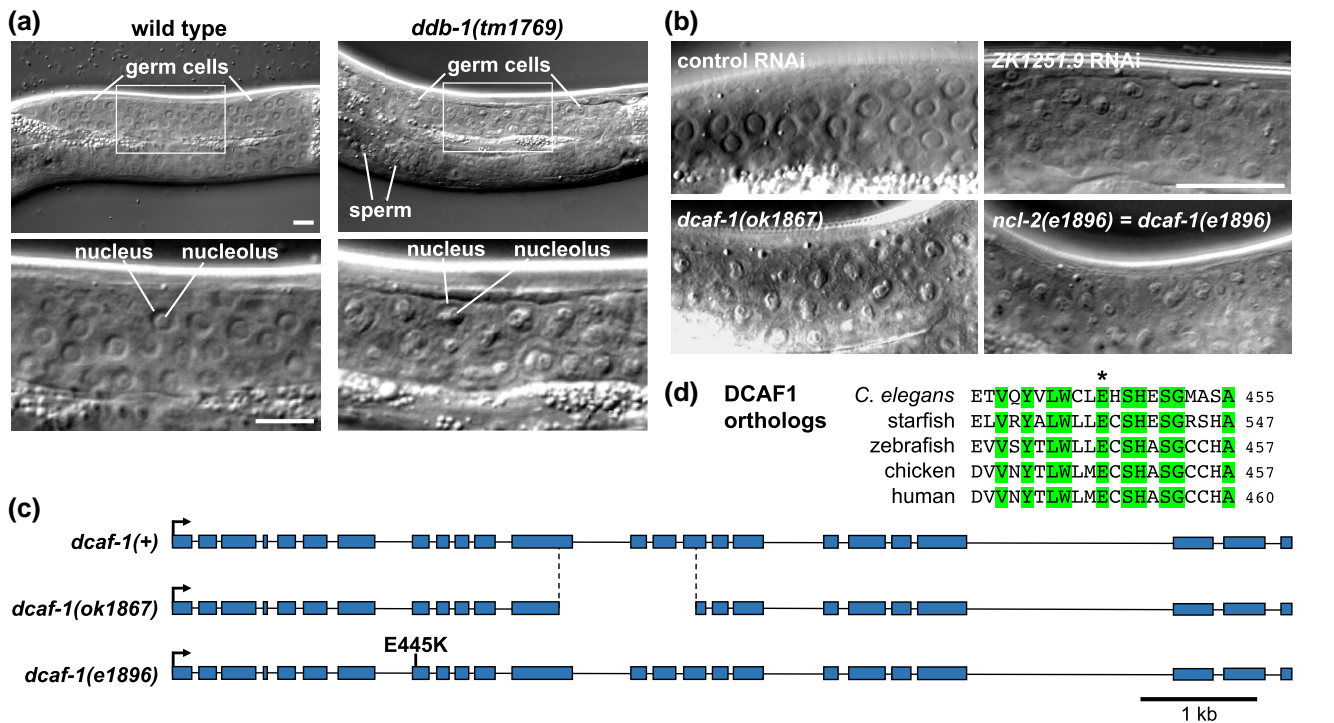 (a)
wild type
ddb-1(tm1769)
germ cells
germ cells
sperm
nucleus
nucleolus
nucleus
nucleolus
(b)
control RNAi
ZK1251.9 RNAi
dcaf-1(ok1867)
ncl-2(e1896) = dcaf-1(e1896)
(d) DCAF1 orthologs
*
C. elegans ETVQYVLWCLEHSHESGMASA 455
starfish ELVRYALWLLECSHESGRSHA 547
zebrafish EVVSYTLWLLECSHASGCCHA 457
chicken DVVNYTLWLMECSHASGCCHA 457
human DVVNYTLWLMECSHASGCCHA 460
(c)
dcaf-1(+)
dcaf-1(ok1867)
E445K
dcaf-1(e1896)
1 kb